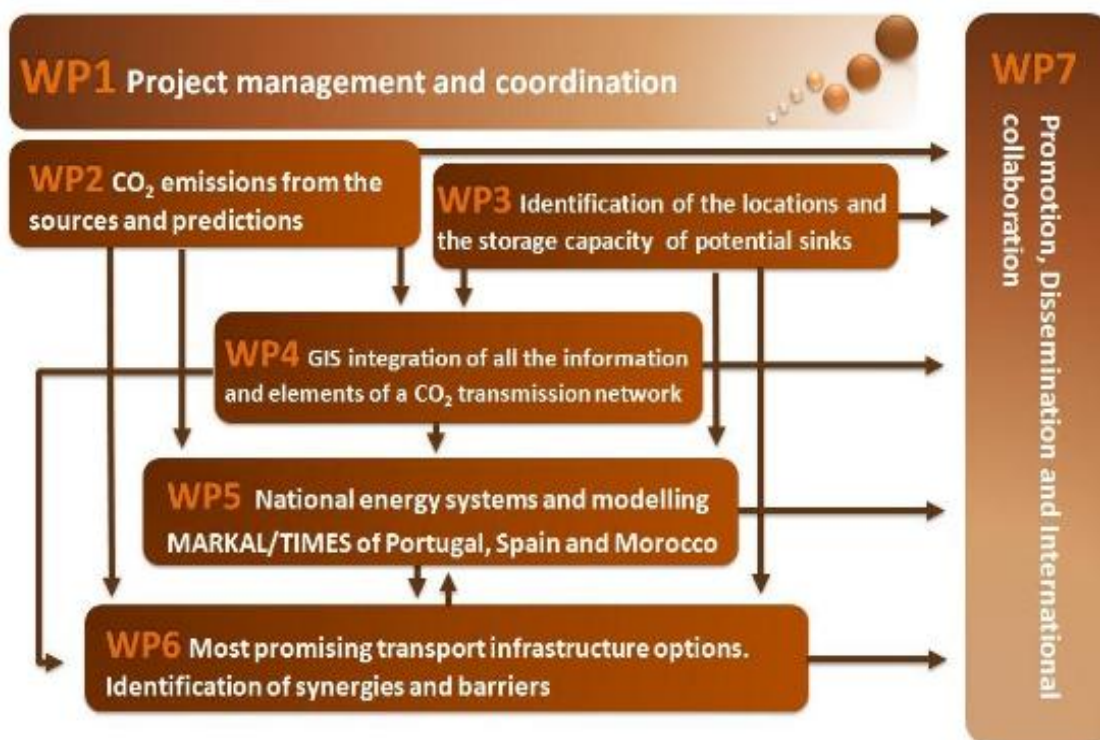 WP1 Project management and coordination
WP2 CO₂ emissions from the
sources and predictions
WP3 Identification of the locations and
the storage capacity of potential sinks
WP4 GIS integration of all the information
and elements of a CO₂ transmission network
WP5 National energy systems and modelling
MARKAL/TIMES of Portugal, Spain and Morocco
WP6 Most promising transport infrastructure options.
Identification of synergies and barriers
WP7
Promotion, Dissemination and International
collaboration